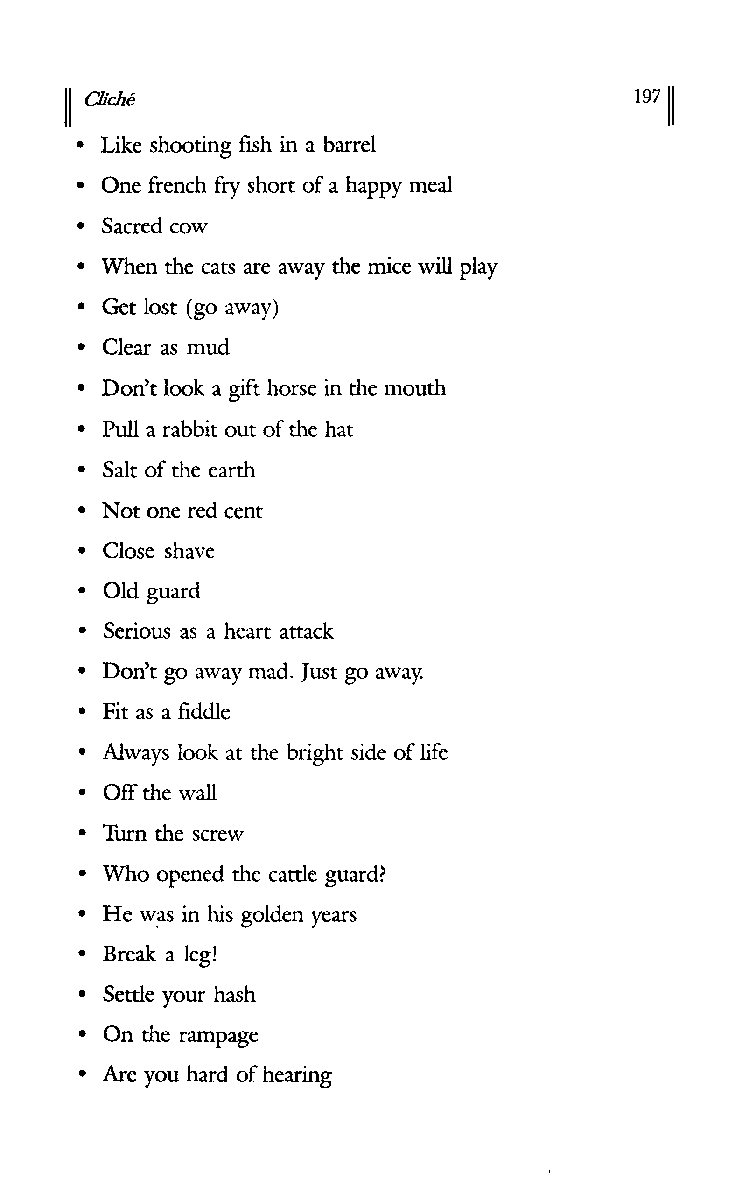 Cliché 197
• Like shooting fish in a barrel
• One french fry short of a happy meal
• Sacred cow
• When the cats are away the mice will play
• Get lost (go away)
• Clear as mud
• Don't look a gift horse in the mouth
• Pull a rabbit out of the hat
• Salt of the earth
• Not one red cent
• Close shave
• Old guard
• Serious as a heart attack
• Don't go away mad. Just go away.
• Fit as a fiddle
• Always look at the bright side of life
• Off the wall
• Turn the screw
• Who opened the cattle guard?
• He was in his golden years
• Break a leg!
• Settle your hash
• On the rampage
• Are you hard of hearing